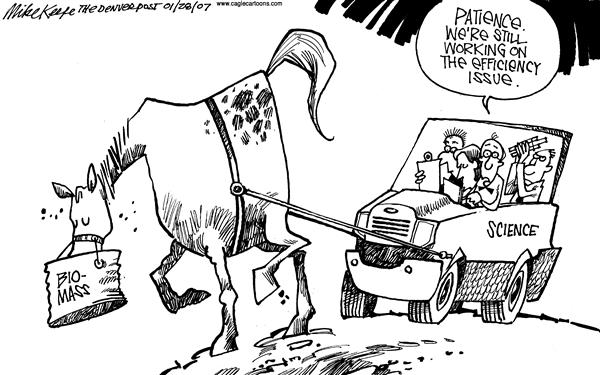 Mike Keefe THE DENVER POST 01/28/07 www.caglecartoons.com
PATIENCE.
WE'RE STILL
WORKING ON
THE EFFICIENCY
ISSUE.
SCIENCE
BIO-
MASS